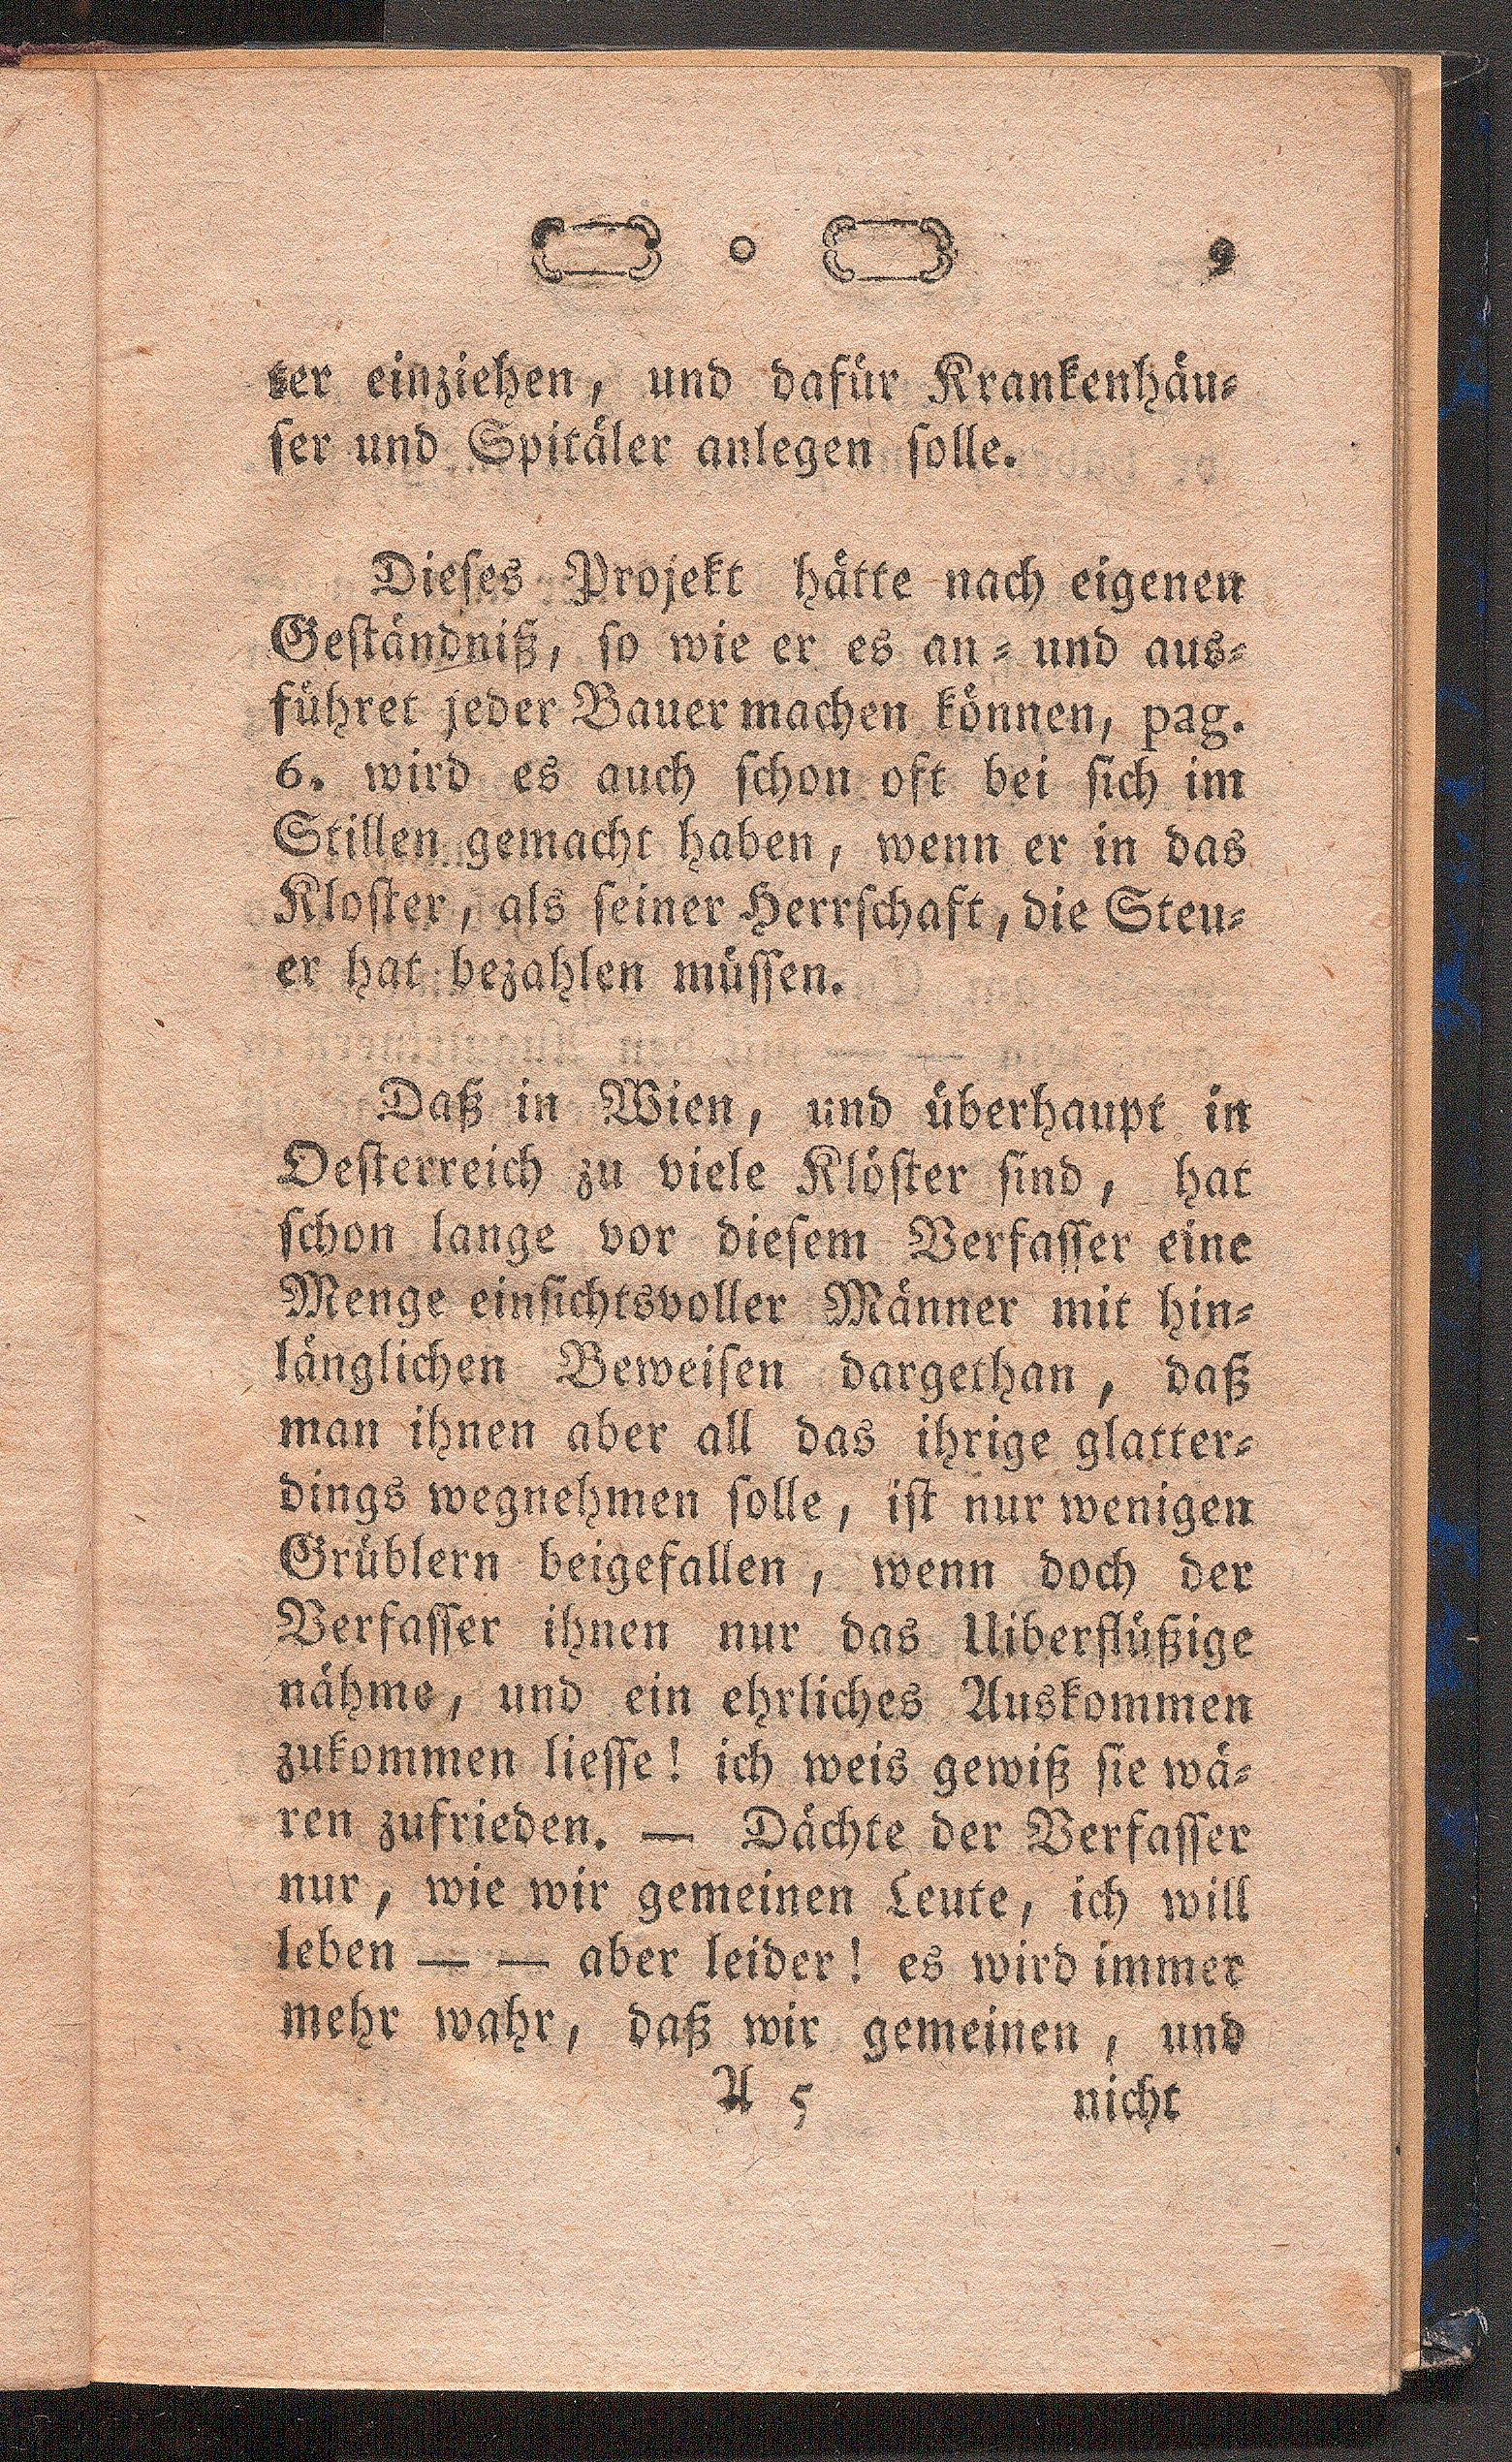 9
ter einziehen, und dafür Krankenhäu-
ser und Spitäler anlegen solle.
Dieses Projekt hätte nach eigenen
Geständniß, so wie er es an- und aus-
führet jeder Bauer machen können, pag.
6. wird es auch schon oft bei sich im
Stillen gemacht haben, wenn er in das
Kloster, als seiner Herrschaft, die Steu-
er hat bezahlen müssen.
Daß in Wien, und überhaupt in
Oesterreich zu viele Klöster sind, hat
schon lange vor diesem Verfasser eine
Menge einsichtsvoller Männer mit hin-
länglichen Beweisen dargethan, daß
man ihnen aber all das ihrige glatter-
dings wegnehmen solle, ist nur wenigen
Grüblern beigefallen, wenn doch der
Verfasser ihnen nur das Uiberflüßige
nähme, und ein ehrliches Auskommen
zukommen liesse! ich weis gewiß sie wä-
ren zufrieden. — Dächte der Verfasser
nur, wie wir gemeinen Leute, ich will
leben — — aber leider! es wird immer
mehr wahr, daß wir gemeinen, und
A 5 nicht